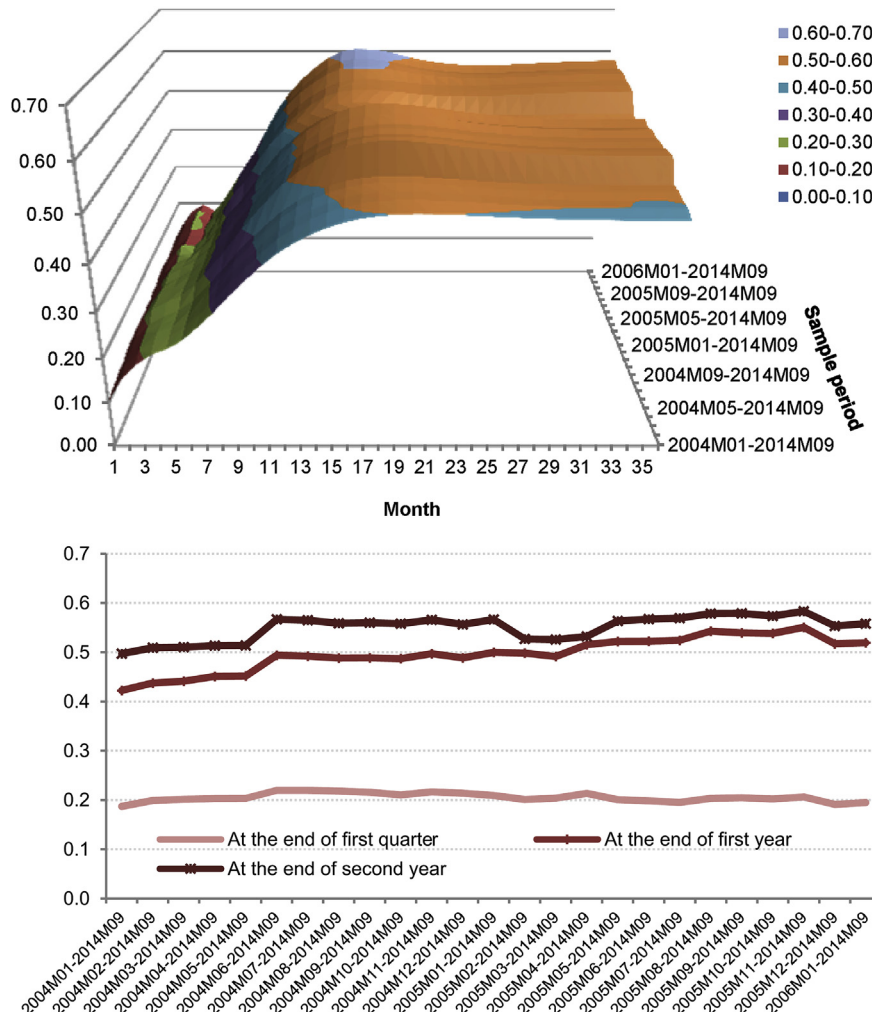 0.60-0.70
0.50-0.60
0.40-0.50
0.30-0.40
0.20-0.30
0.10-0.20
0.00-0.10
0.70
0.60
0.50
0.40
0.30
0.20
0.10
0.00
2006M01-2014M09
2005M09-2014M09
2005M05-2014M09
2005M01-2014M09
2004M09-2014M09
2004M05-2014M09
2004M01-2014M09
Sample period
1 3 5 7 9 11 13 15 17 19 21 23 25 27 29 31 33 35
Month
0.7
0.6
0.5
0.4
0.3
0.2
0.1
0.0
At the end of first quarter
At the end of first year
At the end of second year
2004M01-2014M09
2004M02-2014M09
2004M03-2014M09
2004M04-2014M09
2004M05-2014M09
2004M06-2014M09
2004M07-2014M09
2004M08-2014M09
2004M09-2014M09
2004M10-2014M09
2004M11-2014M09
2004M12-2014M09
2005M01-2014M09
2005M02-2014M09
2005M03-2014M09
2005M04-2014M09
2005M05-2014M09
2005M06-2014M09
2005M07-2014M09
2005M08-2014M09
2005M09-2014M09
2005M10-2014M09
2005M11-2014M09
2005M12-2014M09
2006M01-2014M09